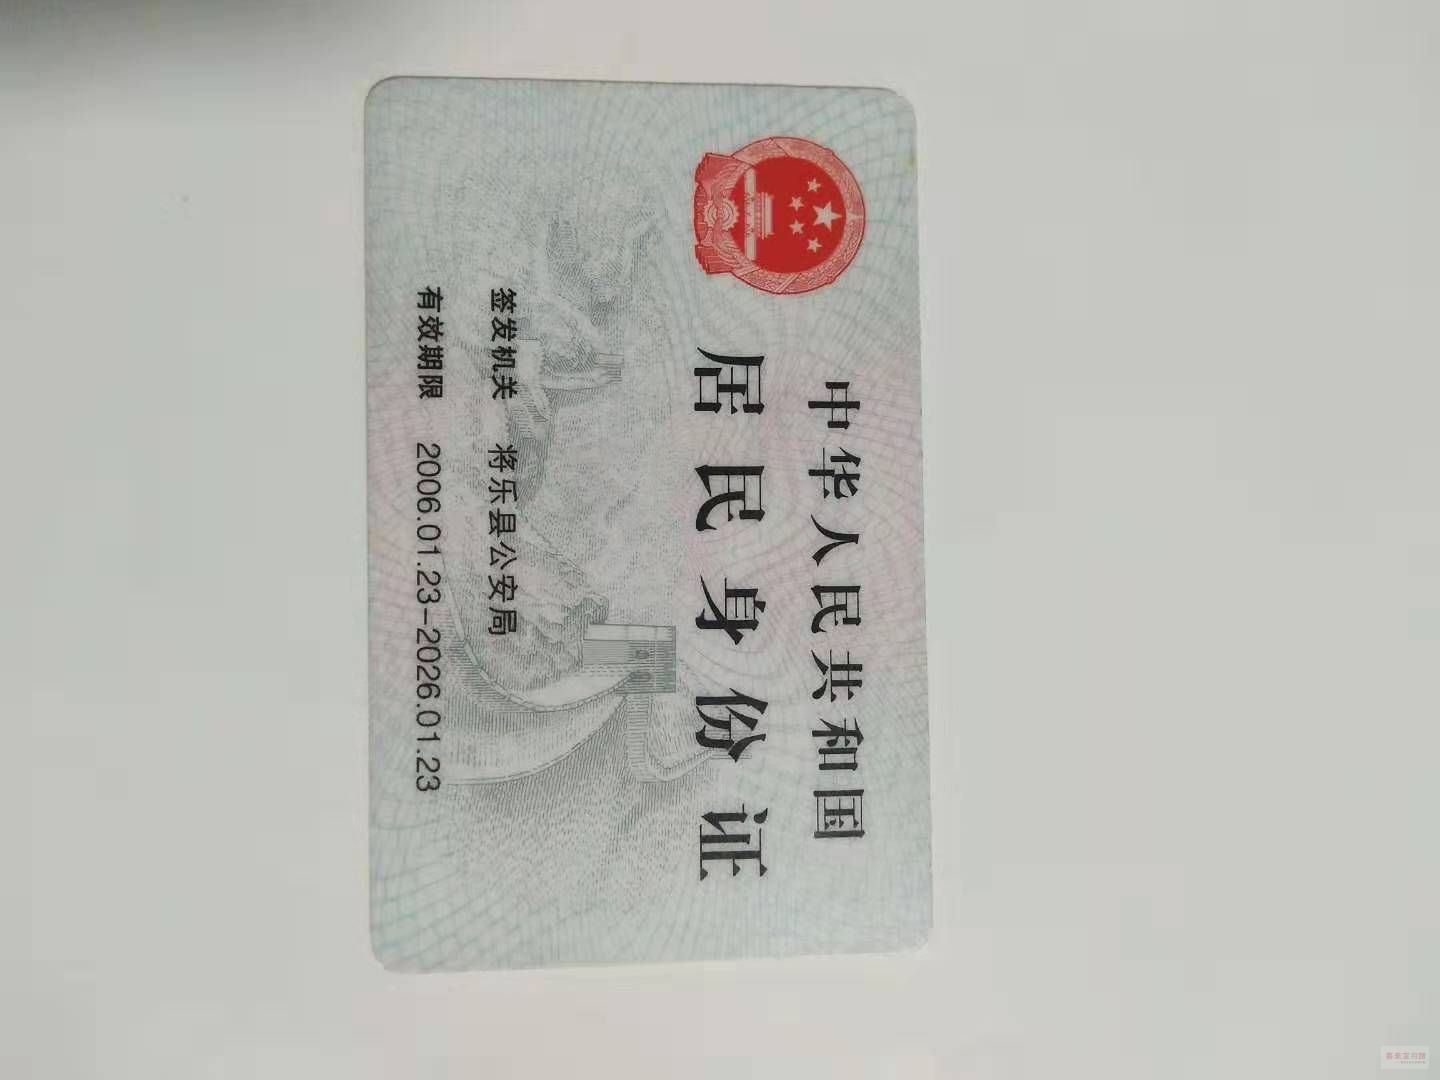 中华人民共和国
居民身份证
签发机关 将乐县公安局
有效期限 2006.01.23-2026.01.23